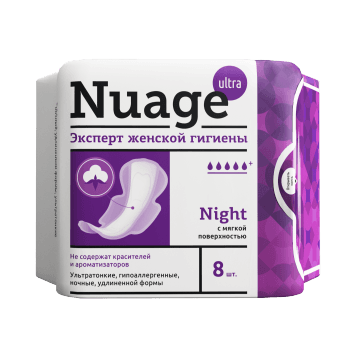 ultra
Nuage
Эксперт женской гигиены
+
Night
с мягкой
поверхностью
Не содержат красителей
и ароматизаторов
Ультратонкие, гипоаллергенные,
ночные, удлиненной формы
8 шт.